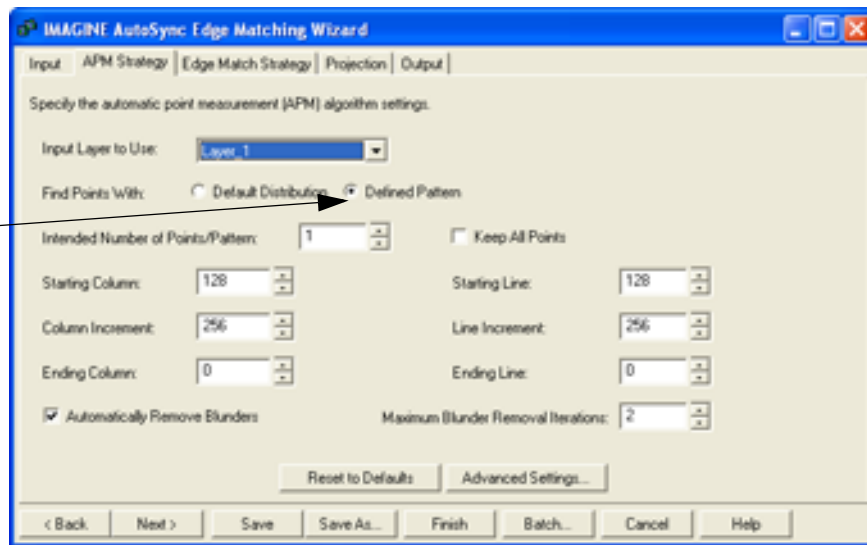 IMAGINE AutoSync Edge Matching Wizard
Input APM Strategy Edge Match Strategy Projection Output
Specify the automatic point measurement (APM) algorithm settings.
Input Layer to Use: Layer_1
Find Points With: Default Distribution Defined Pattern
Intended Number of Points/Pattern: 1 Keep All Points
Starting Column: 128 Starting Line: 128
Column Increment: 256 Line Increment: 256
Ending Column: 0 Ending Line: 0
Automatically Remove Blunders Maximum Blunder Removal Iterations: 2
Reset to Defaults Advanced Settings...
< Back Next > Save Save As... Finish Batch... Cancel Help